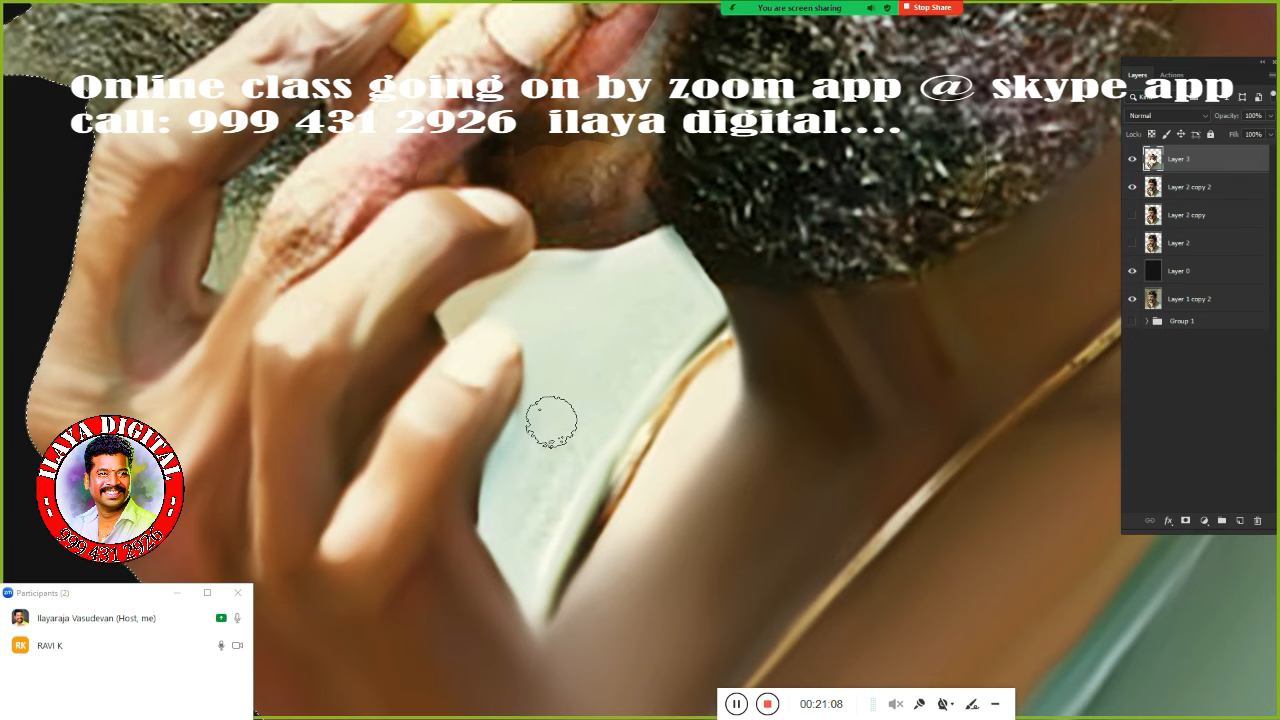 You are screen sharing
Stop Share
Online class going on by zoom app @ skype app
call: 999 431 2926 ilaya digital....
Layers Actions
Normal Opacity: 100%
Lock: Fill: 100%
Layer 3
Layer 2 copy 2
Layer 2 copy
Layer 2
Layer 0
Layer 1 copy 2
Group 1
ILAYA DIGITAL
999 431 2926
zm Participants (2)
Ilayaraja Vasudevan (Host, me)
RK RAVI K
00:21:08